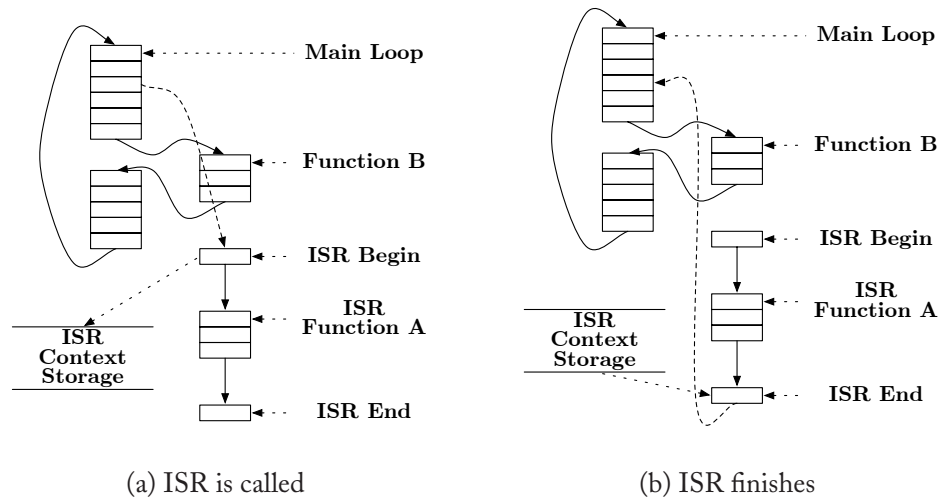 Main Loop
Function B
ISR Begin
ISR
Function A
ISR
Context
Storage
ISR End
(a) ISR is called
Main Loop
Function B
ISR Begin
ISR
Function A
ISR
Context
Storage
ISR End
(b) ISR finishes